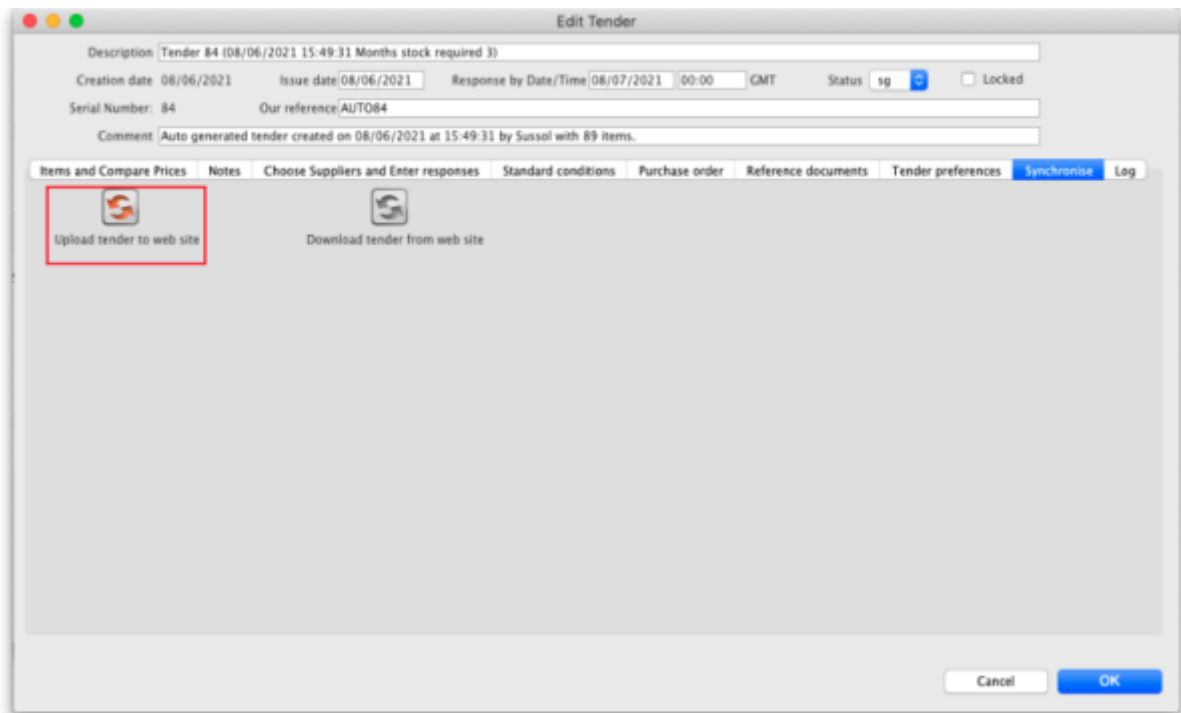 Edit Tender
Description Tender 84 (08/06/2021 15:49:31 Months stock required 3)
Creation date 08/06/2021 Issue date 08/06/2021 Response by Date/Time 08/07/2021 00:00 GMT Status sg Locked
Serial Number: 84 Our reference AUTO84
Comment Auto generated tender created on 08/06/2021 at 15:49:31 by Sussol with 89 items.
Items and Compare Prices Notes Choose Suppliers and Enter responses Standard conditions Purchase order Reference documents Tender preferences Synchronise Log
Upload tender to web site Download tender from web site
Cancel OK